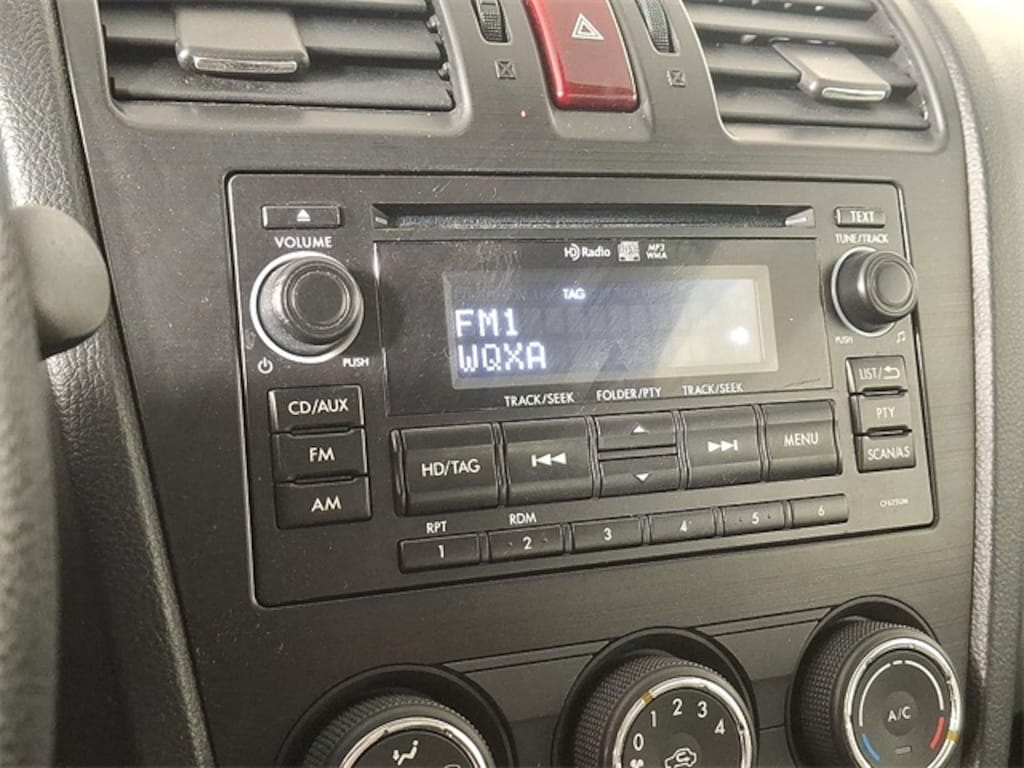 TEXT
VOLUME
TUNE/TRACK
HD Radio
MP3
WMA
TAG
FM1
WQXA
PUSH
PUSH
TRACK/SEEK FOLDER/PTY TRACK/SEEK
LIST/
CD/AUX
FM
AM
HD/TAG
MENU
PTY
SCAN/AS
RPT RDM
1 2 3 4 5 6
0 1 2 3 4
A/C